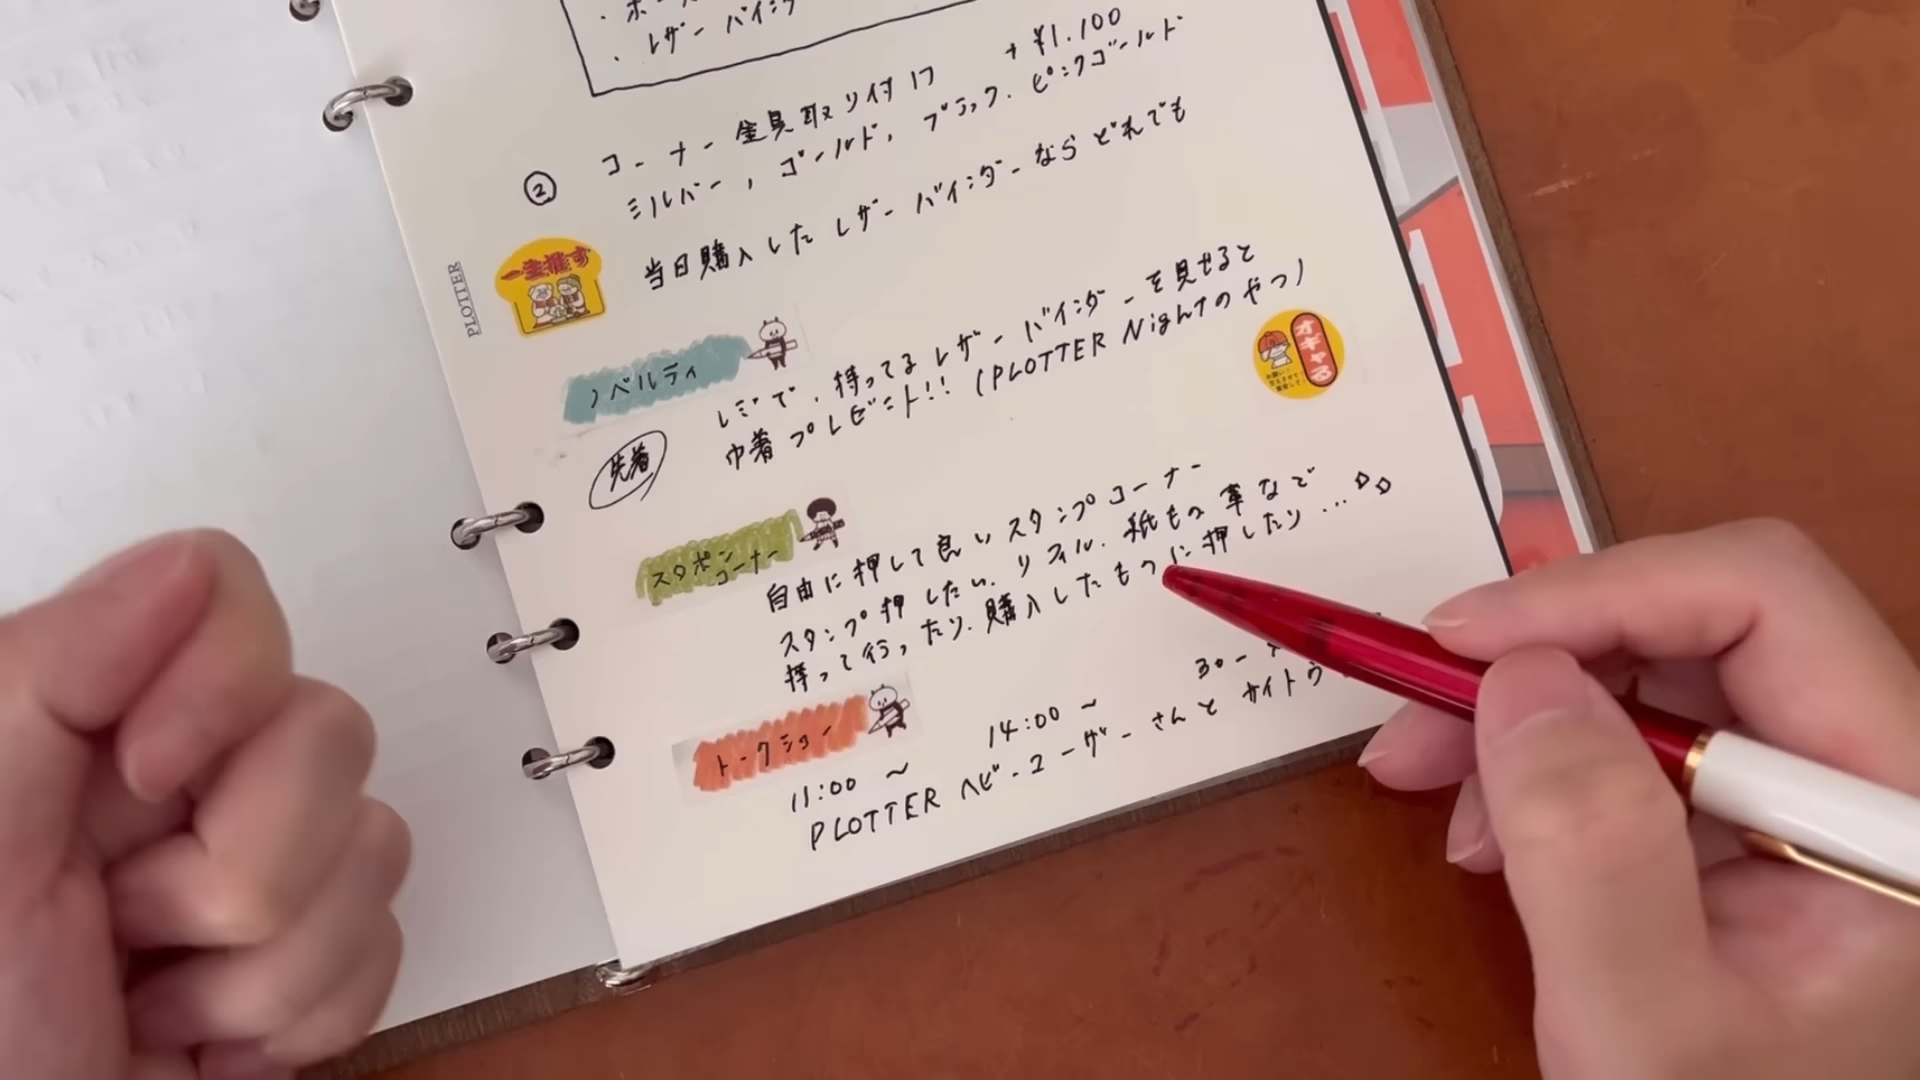 ・レザーバイン
② コーナー金具取り付け +¥1.100
シルバー, ゴールド, ブラック. ピンクゴールド
当日購入したレザーバインダーならどれでも
一生推す
PLOTTER
ノベルティ
レジで、持ってるレザーバインダーを見せると
巾着プレゼント!! (PLOTTER Nightのやつ)
先着
オギャる
スタポン
コーナー
自由に押して良いスタンプコーナー
スタンプ押したい、リフィル、紙もの革など
持って行ったり、購入したものに押したり...
トークショー
11:00 ~ 14:00 ~ 30-
PLOTTER ヘビーユーザーさんとサイトウ